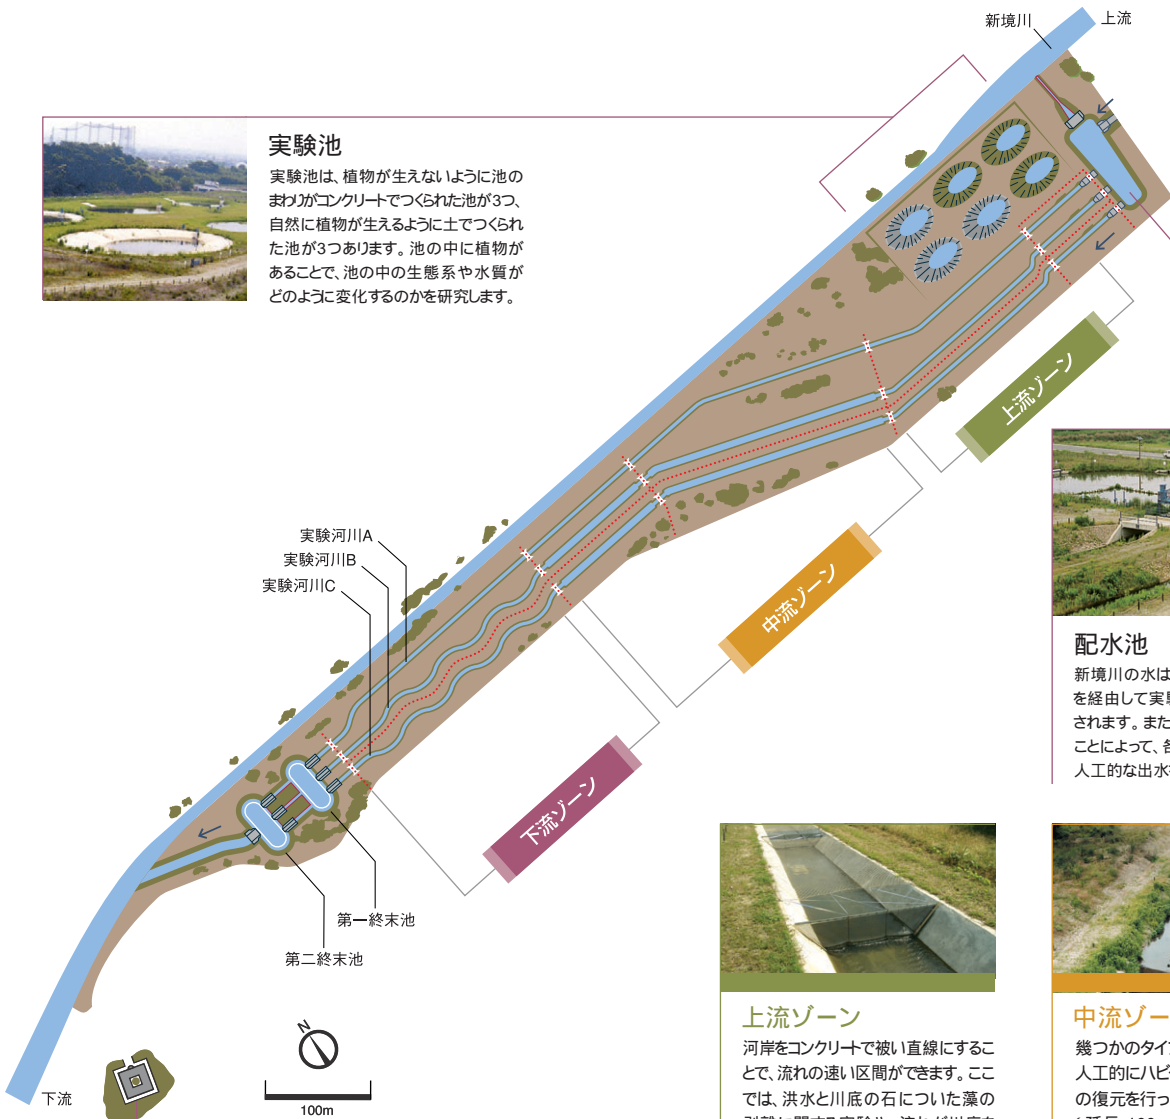 新境川
上流
実験池
実験池は、植物が生えないように池の
まわりがコンクリートでつくられた池が3つ、
自然に植物が生えるように土でつくられ
た池が3つあります。池の中に植物が
あることで、池の中の生態系や水質が
どのように変化するのかを研究します。
上流ゾーン
実験河川A
実験河川B
実験河川C
中流ゾーン
配水池
新境川の水は
を経由して実験
されます。また
ことによって、各
人工的な出水
下流ゾーン
第一終末池
第二終末池
N
100m
下流
上流ゾーン
河岸をコンクリートで被い直線にするこ
とで、流れの速い区間ができます。ここ
では、洪水と川底の石についた藻の
中流ゾー
幾つかのタイ
人工的にハビ
の復元を行っ